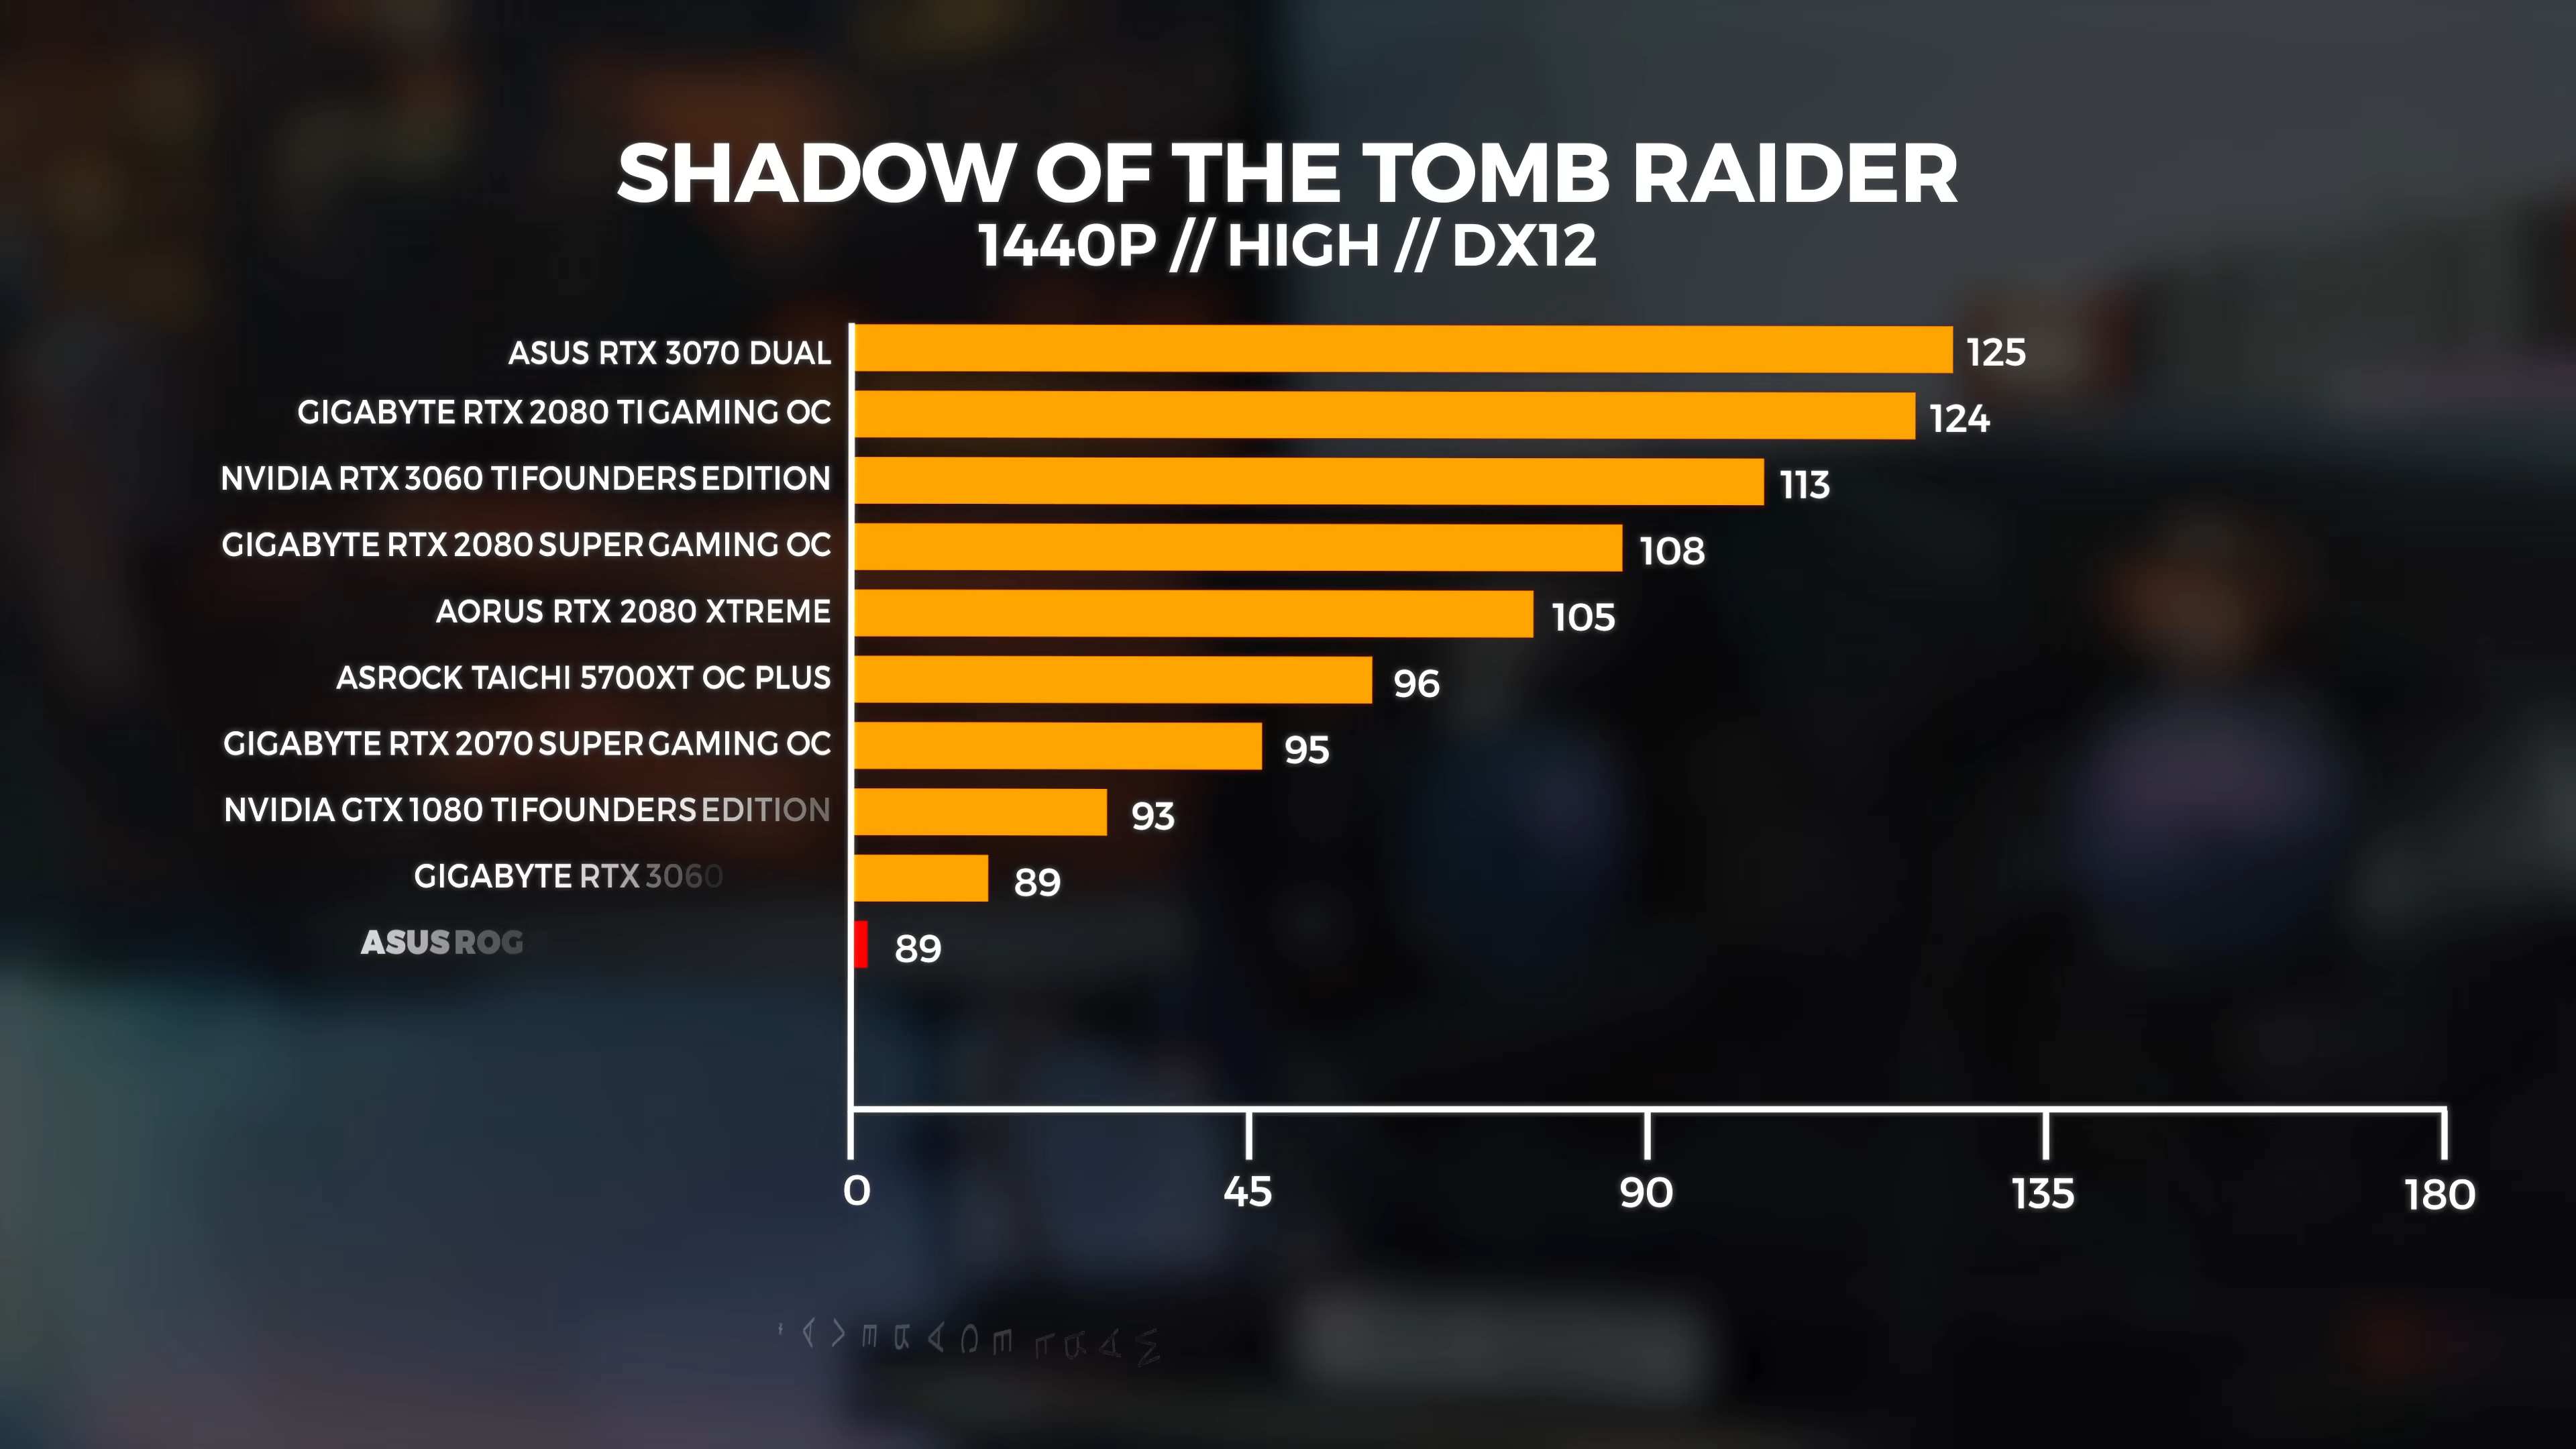 SHADOW OF THE TOMB RAIDER
1440P // HIGH // DX12
ASUS RTX 3070 DUAL 125
GIGABYTE RTX 2080 TI GAMING OC 124
NVIDIA RTX 3060 TI FOUNDERS EDITION 113
GIGABYTE RTX 2080 SUPER GAMING OC 108
AORUS RTX 2080 XTREME 105
ASROCK TAICHI 5700XT OC PLUS 96
GIGABYTE RTX 2070 SUPER GAMING OC 95
NVIDIA GTX 1080 TI FOUNDERS EDITION 93
GIGABYTE RTX 3060 89
ASUS ROG 89
0 45 90 135 180
* AVERAGE FRAM